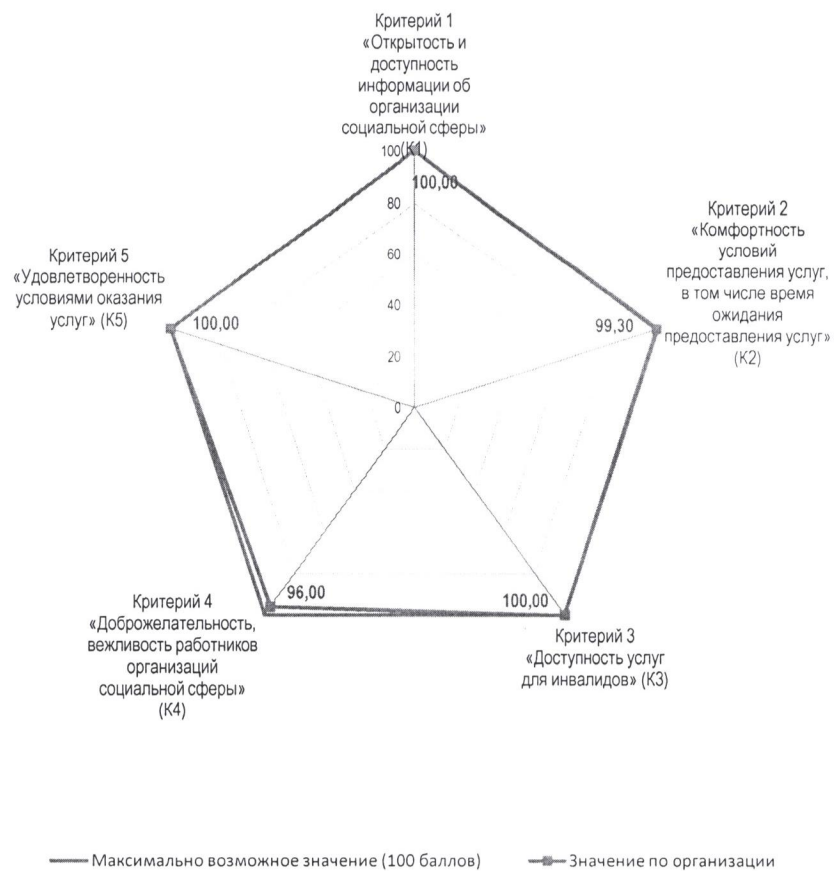 Критерий 1
«Открытость и
доступность
информации об
организации
социальной сферы»
(К1)
100
100,00
80
60
40
20
0
Критерий 2
«Комфортность
условий
предоставления услуг,
в том числе время
ожидания
предоставления услуг»
(К2)
99,30
Критерий 5
«Удовлетворенность
условиями оказания
услуг» (К5)
100,00
96,00
100,00
Критерий 4
«Доброжелательность,
вежливость работников
организаций
социальной сферы»
(К4)
Критерий 3
«Доступность услуг
для инвалидов» (К3)
Максимально возможное значение (100 баллов)
Значение по организации